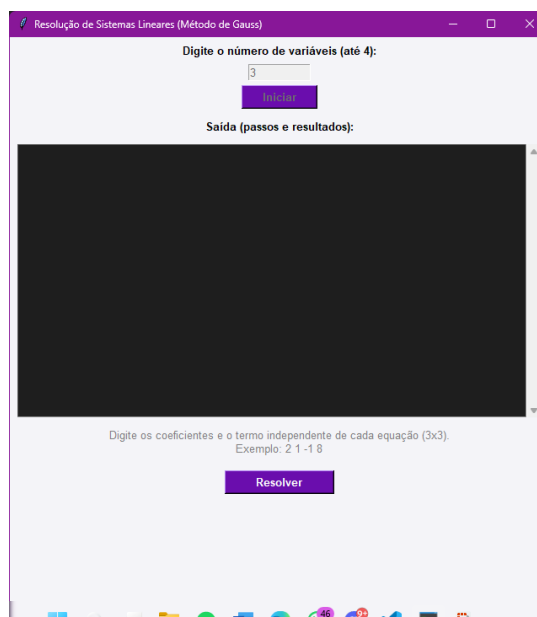 Resolução de Sistemas Lineares (Método de Gauss)
Digite o número de variáveis (até 4):
3
Iniciar
Saída (passos e resultados):
Digite os coeficientes e o termo independente de cada equação (3x3).
Exemplo: 2 1 -1 8
Resolver
46
9+